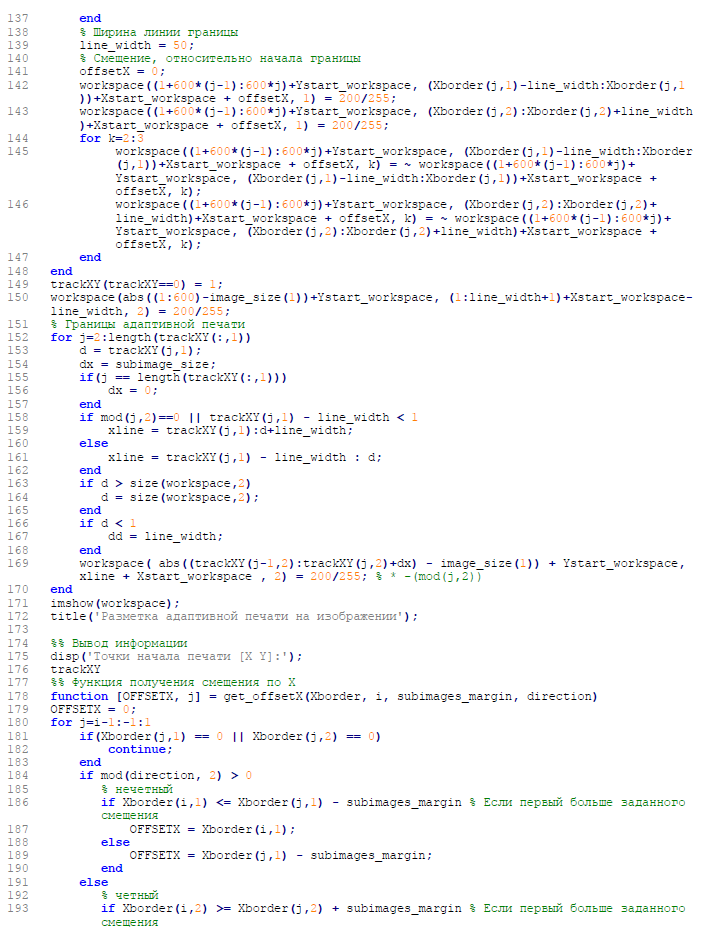 137 end
138 % Ширина линии границы
139 line_width = 50;
140 % Смещение, относительно начала границы
141 offsetX = 0;
142 workspace((1+600*(j-1):600*j)+Ystart_workspace, (Xborder(j,1)-line_width:Xborder(j,1
))+Xstart_workspace + offsetX, 1) = 200/255;
143 workspace((1+600*(j-1):600*j)+Ystart_workspace, (Xborder(j,2):Xborder(j,2)+line_width
)+Xstart_workspace + offsetX, 1) = 200/255;
144 for k=2:3
145 workspace((1+600*(j-1):600*j)+Ystart_workspace, (Xborder(j,1)-line_width:Xborder
(j,1))+Xstart_workspace + offsetX, k) = ~ workspace((1+600*(j-1):600*j)+
Ystart_workspace, (Xborder(j,1)-line_width:Xborder(j,1))+Xstart_workspace +
offsetX, k);
146 workspace((1+600*(j-1):600*j)+Ystart_workspace, (Xborder(j,2):Xborder(j,2)+
line_width)+Xstart_workspace + offsetX, k) = ~ workspace((1+600*(j-1):600*j)+
Ystart_workspace, (Xborder(j,2):Xborder(j,2)+line_width)+Xstart_workspace +
offsetX, k);
147 end
148 end
149 trackXY(trackXY==0) = 1;
150 workspace(abs((1:600)-image_size(1))+Ystart_workspace, (1:line_width+1)+Xstart_workspace-
line_width, 2) = 200/255;
151 % Границы адаптивной печати
152 for j=2:length(trackXY(:,1))
153 d = trackXY(j,1);
154 dx = subimage_size;
155 if(j == length(trackXY(:,1)))
156 dx = 0;
157 end
158 if mod(j,2)==0 || trackXY(j,1) - line_width < 1
159 xline = trackXY(j,1):d+line_width;
160 else
161 xline = trackXY(j,1) - line_width : d;
162 end
163 if d > size(workspace,2)
164 d = size(workspace,2);
165 end
166 if d < 1
167 dd = line_width;
168 end
169 workspace( abs((trackXY(j-1,2):trackXY(j,2)+dx) - image_size(1)) + Ystart_workspace,
xline + Xstart_workspace , 2) = 200/255; % * -(mod(j,2))
170 end
171 imshow(workspace);
172 title('Разметка адаптивной печати на изображении');
173
174 %% Вывод информации
175 disp('Точки начала печати [X Y]:');
176 trackXY
177 %% Функция получения смещения по X
178 function [OFFSETX, j] = get_offsetX(Xborder, i, subimages_margin, direction)
179 OFFSETX = 0;
180 for j=i-1:-1:1
181 if(Xborder(j,1) == 0 || Xborder(j,2) == 0)
182 continue;
183 end
184 if mod(direction, 2) > 0
185 % нечетный
186 if Xborder(i,1) <= Xborder(j,1) - subimages_margin % Если первый больше заданного
смещения
187 OFFSETX = Xborder(i,1);
188 else
189 OFFSETX = Xborder(j,1) - subimages_margin;
190 end
191 else
192 % четный
193 if Xborder(i,2) >= Xborder(j,2) + subimages_margin % Если первый больше заданного
смещения